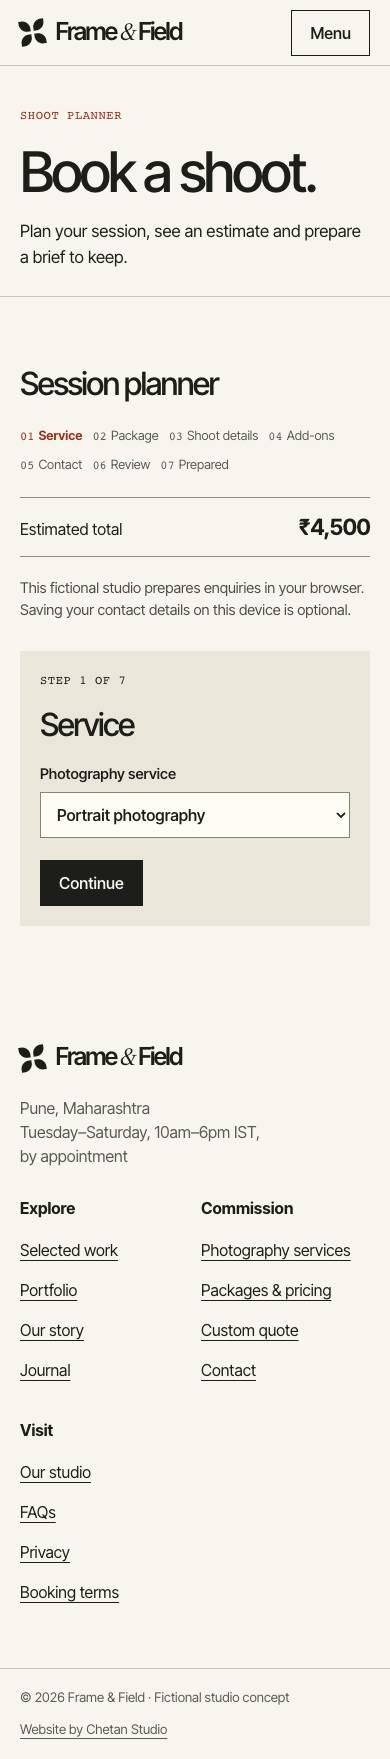 Frame & Field
Menu
SHOOT PLANNER
Book a shoot.
Plan your session, see an estimate and prepare
a brief to keep.
Session planner
01 Service 02 Package 03 Shoot details 04 Add-ons
05 Contact 06 Review 07 Prepared
Estimated total ₹4,500
This fictional studio prepares enquiries in your browser.
Saving your contact details on this device is optional.
STEP 1 OF 7
Service
Photography service
Portrait photography
Continue
Frame & Field
Pune, Maharashtra
Tuesday–Saturday, 10am–6pm IST,
by appointment
Explore
Selected work
Portfolio
Our story
Journal
Commission
Photography services
Packages & pricing
Custom quote
Contact
Visit
Our studio
FAQs
Privacy
Booking terms
© 2026 Frame & Field · Fictional studio concept
Website by Chetan Studio